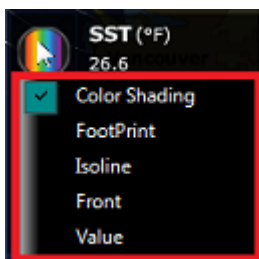 SST (°F)
26.6
Color Shading
FootPrint
Isoline
Front
Value